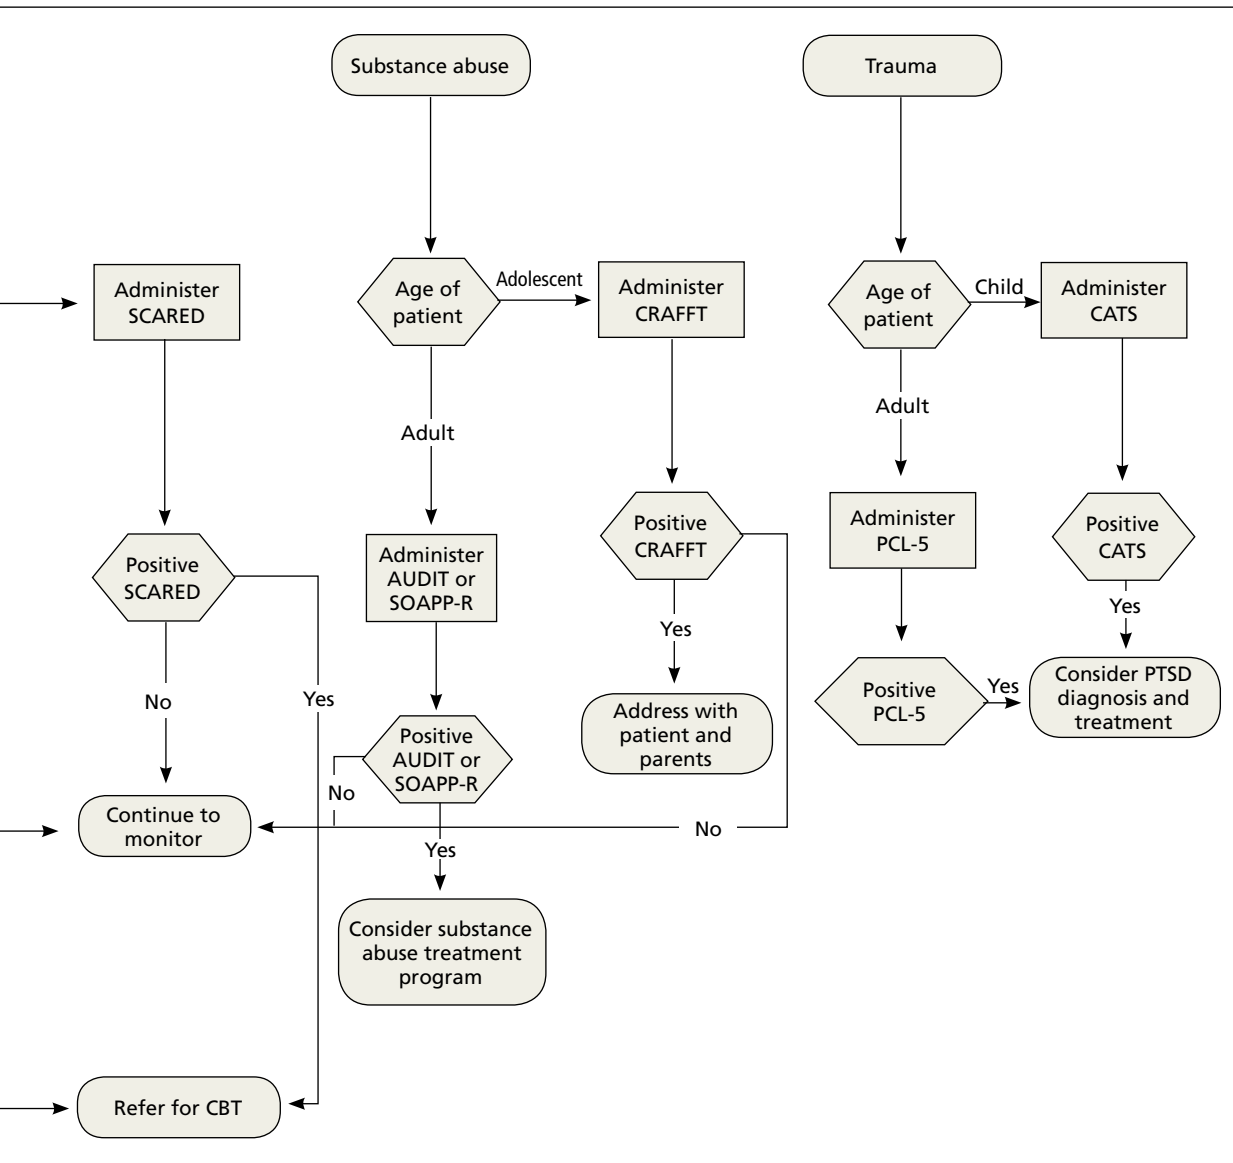 Substance abuse
Trauma
Administer
SCARED
Age of
patient
Adolescent
Administer
CRAFFT
Age of
patient
Child
Administer
CATS
Adult
Adult
Positive
SCARED
Administer
AUDIT or
SOAPP-R
Positive
CRAFFT
Administer
PCL-5
Positive
CATS
Yes
Yes
No
Yes
Positive
AUDIT or
SOAPP-R
Address with
patient and
parents
Positive
PCL-5
Yes
Consider PTSD
diagnosis and
treatment
No
Continue to
monitor
No
Yes
Consider substance
abuse treatment
program
Refer for CBT